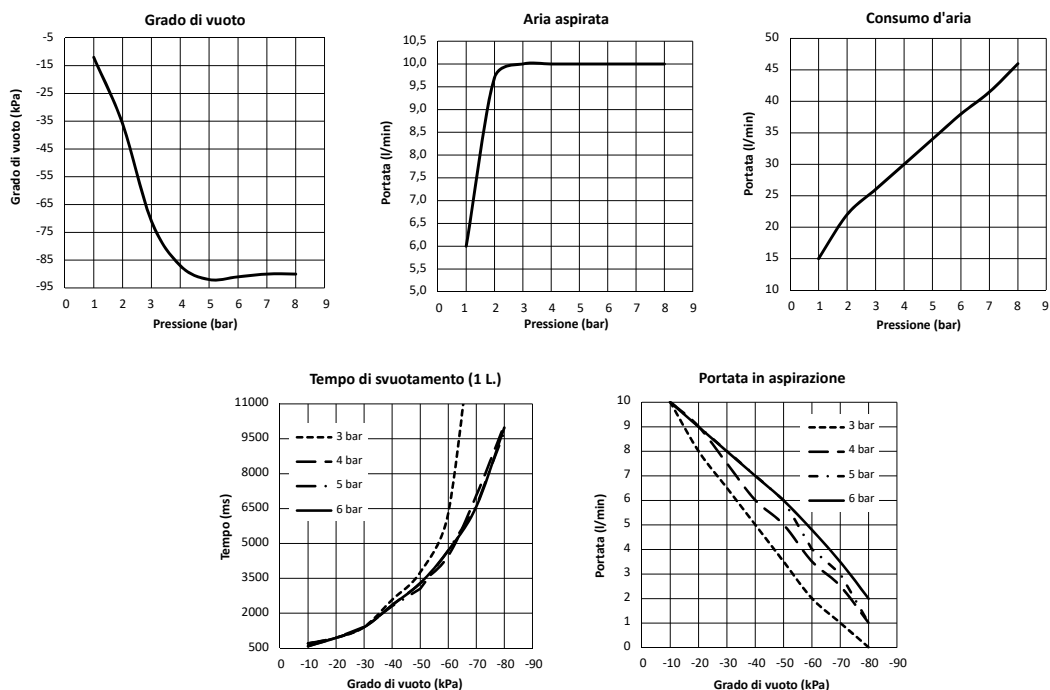 Grado di vuoto
Grado di vuoto (kPa)
-5
-15
-25
-35
-45
-55
-65
-75
-85
-95
0 1 2 3 4 5 6 7 8 9
Pressione (bar)
Aria aspirata
Portata (l/min)
10,5
10,0
9,5
9,0
8,5
8,0
7,5
7,0
6,5
6,0
5,5
5,0
0 1 2 3 4 5 6 7 8 9
Pressione (bar)
Consumo d'aria
Portata (l/min)
50
45
40
35
30
25
20
15
10
0 1 2 3 4 5 6 7 8 9
Pressione (bar)
Tempo di svuotamento (1 L.)
Tempo (ms)
11000
9500
8000
6500
5000
3500
2000
500
3 bar
4 bar
5 bar
6 bar
0 -10 -20 -30 -40 -50 -60 -70 -80 -90
Grado di vuoto (kPa)
Portata in aspirazione
Portata (l/min)
10
9
8
7
6
5
4
3
2
1
0
3 bar
4 bar
5 bar
6 bar
0 -10 -20 -30 -40 -50 -60 -70 -80 -90
Grado di vuoto (kPa)